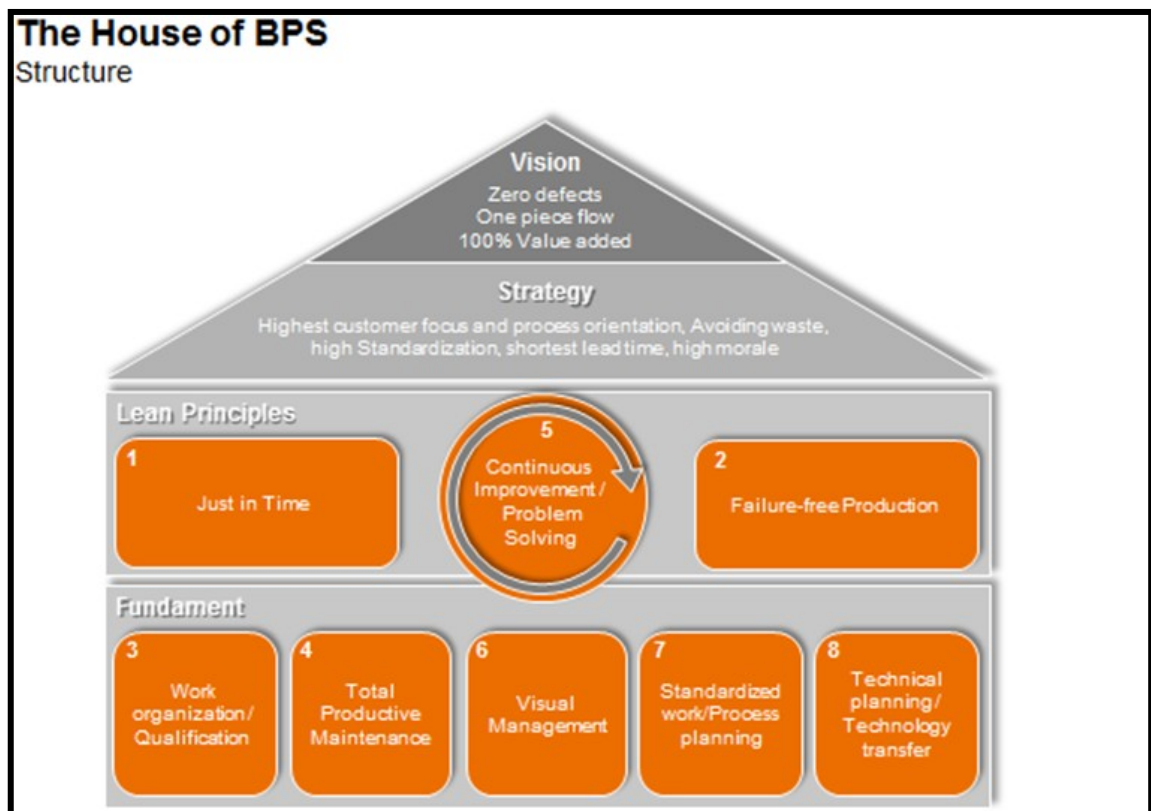 The House of BPS
Structure
Vision
Zero defects
One piece flow
100% Value added
Strategy
Highest customer focus and process orientation, Avoiding waste,
high Standardization, shortest lead time, high morale
Lean Principles
1
Just in Time
5
Continuous
Improvement/
Problem
Solving
2
Failure-free Production
Fundament
3
Work
organization/
Qualification
4
Total
Productive
Maintenance
6
Visual
Management
7
Standardized
work/Process
planning
8
Technical
planning/
Technology
transfer